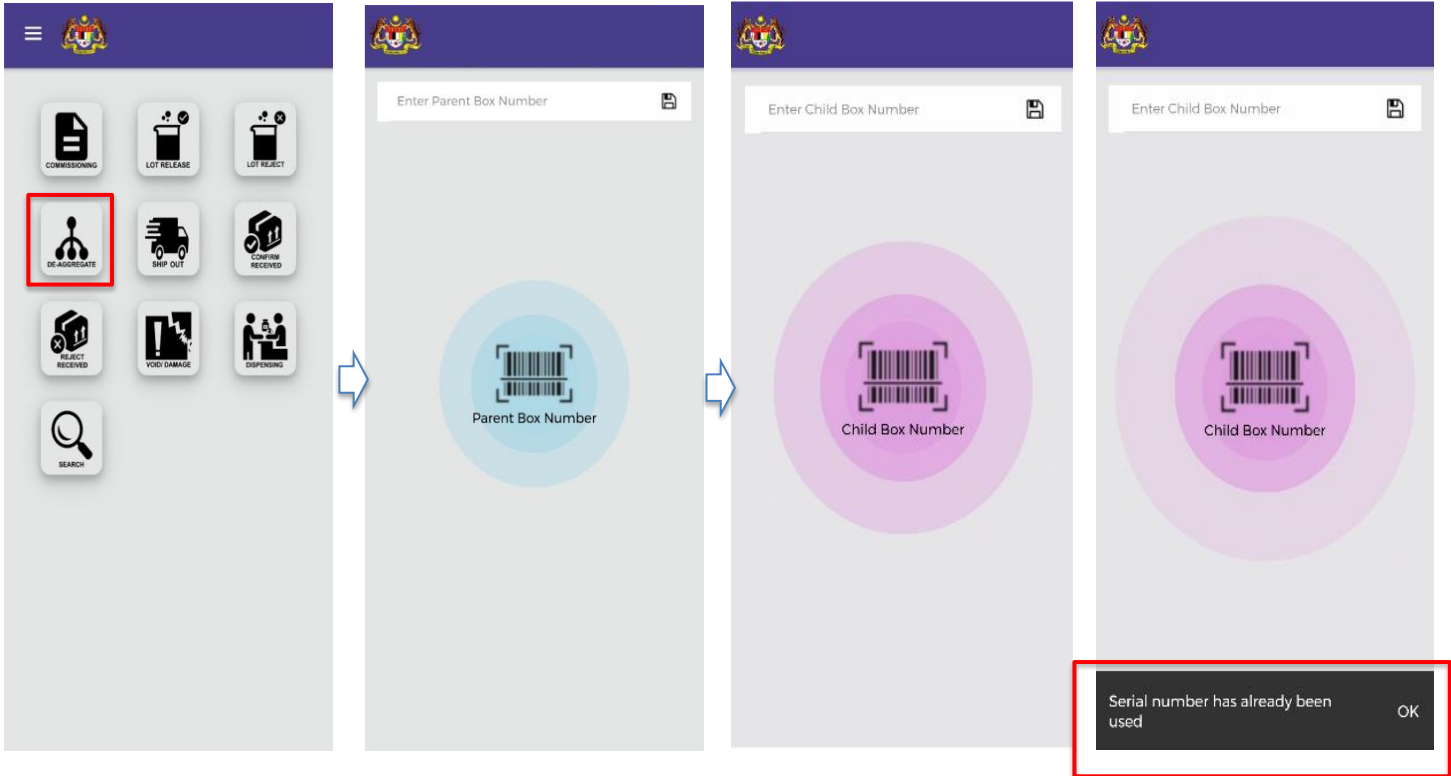 COMMISSIONING
LOT RELEASE
LOT REJECT
DE-AGGREGATE
SHIP OUT
CONFIRM
RECEIVED
REJECT
RECEIVED
VOID/ DAMAGE
DISPENSING
SEARCH
Enter Parent Box Number
Parent Box Number
Enter Child Box Number
Child Box Number
Enter Child Box Number
Child Box Number
Serial number has already been
used
OK